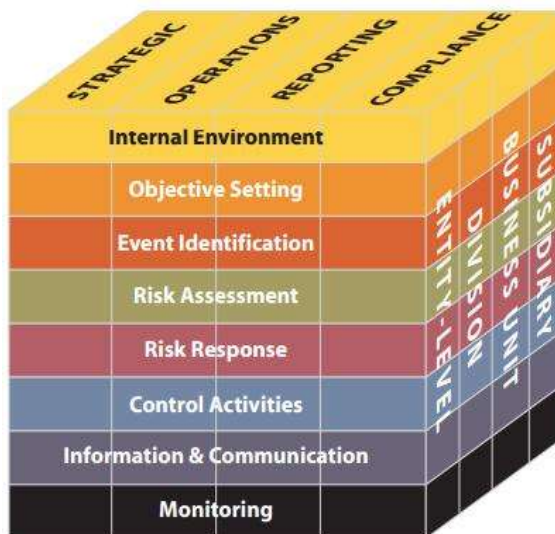 STRATEGIC
OPERATIONS
REPORTING
COMPLIANCE
Internal Environment
Objective Setting
Event Identification
Risk Assessment
Risk Response
Control Activities
Information & Communication
Monitoring
ENTITY-LEVEL
DIVISION
BUSINESS UNIT
SUBSIDIARY